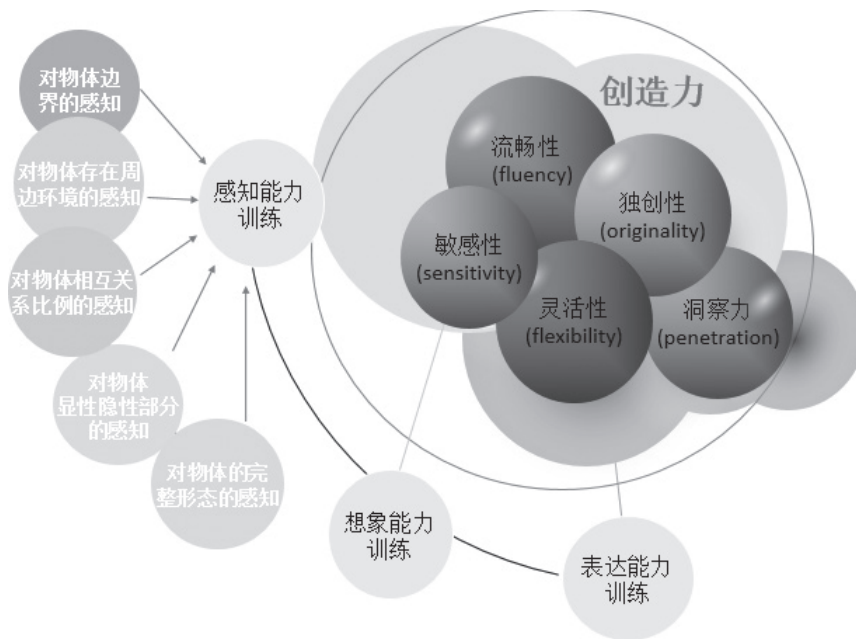 对物体边
界的感知
对物体存在周
边环境的感知
对物体相互关
系比例的感知
对物体
显性隐性部分
的感知
对物体的完
整形态的感知
感知能力
训练
创造力
流畅性
(fluency)
独创性
(originality)
敏感性
(sensitivity)
灵活性
(flexibility)
洞察力
(penetration)
想象能力
训练
表达能力
训练